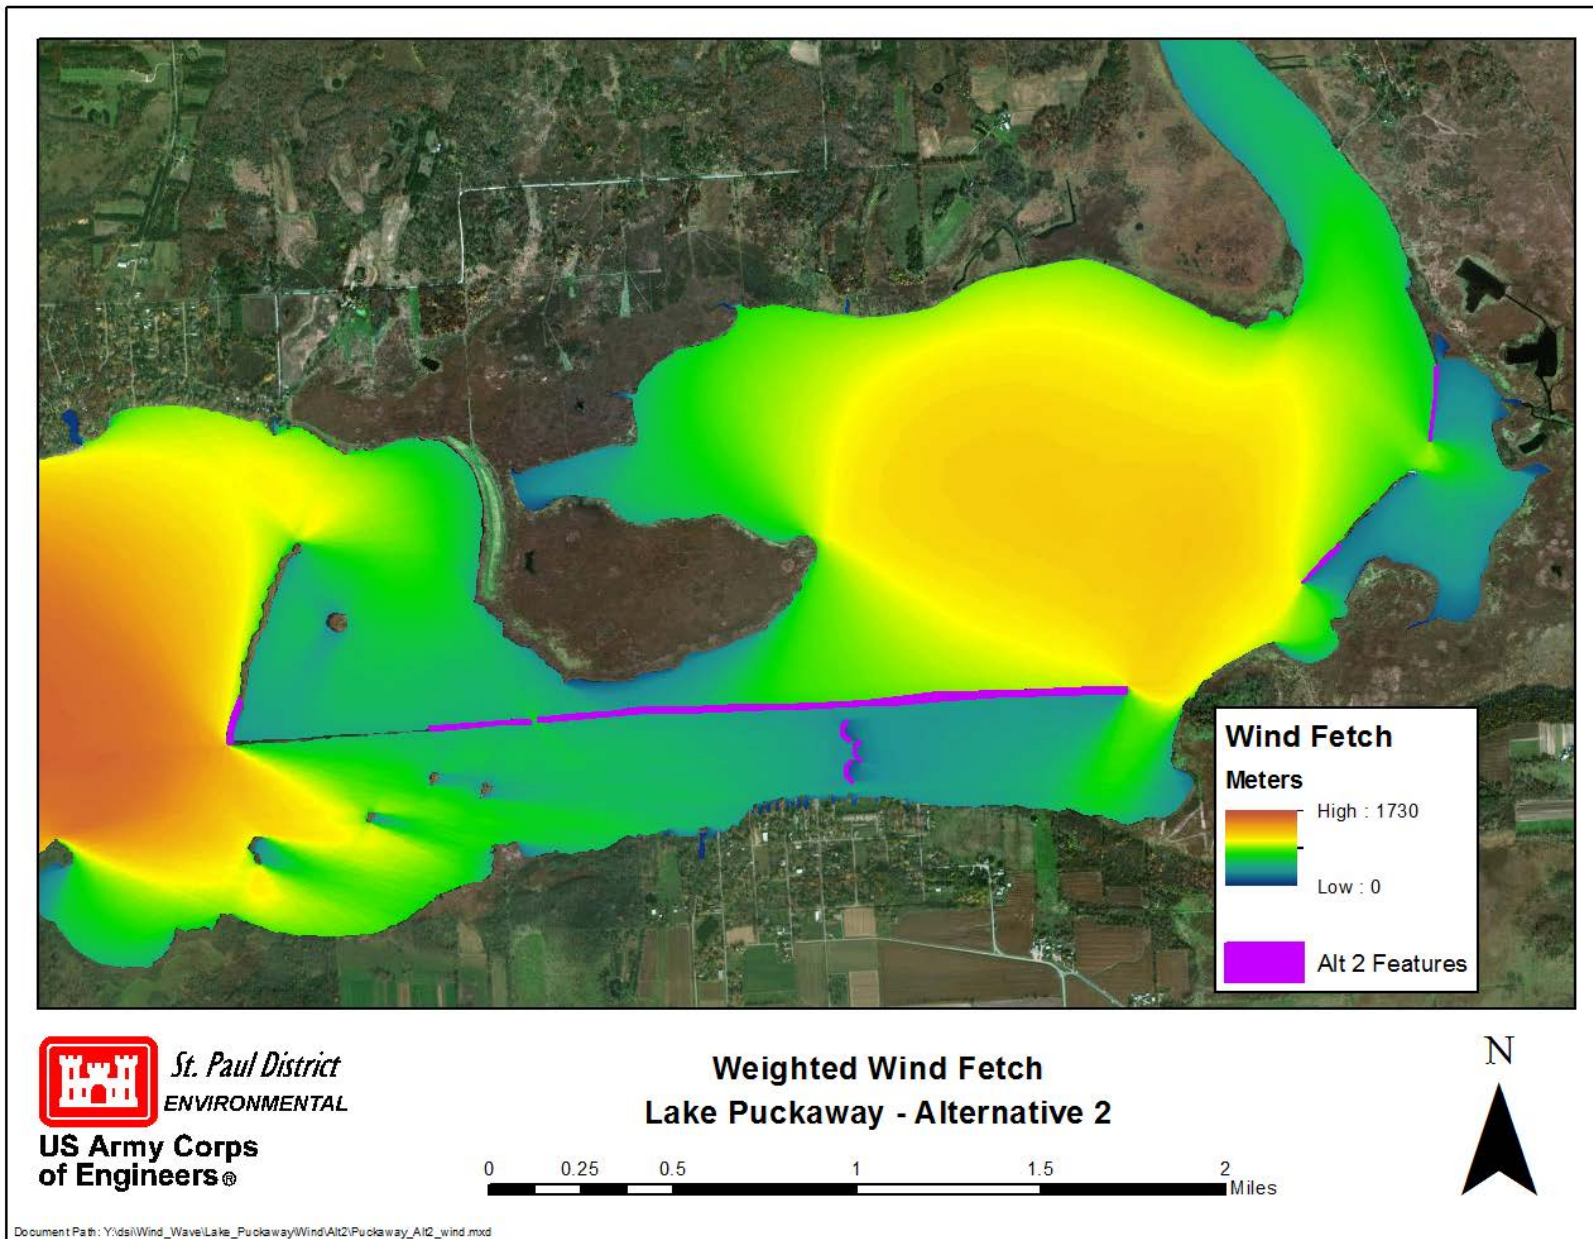 Wind Fetch
Meters
High : 1730
Low : 0
Alt 2 Features
St. Paul District
ENVIRONMENTAL
US Army Corps
of Engineers®
Weighted Wind Fetch
Lake Puckaway - Alternative 2
0 0.25 0.5 1 1.5 2
Miles
N
Document Path: Y:\dsi\Wind_Wave\Lake_Puckaway\Wind\Alt2\Puckaway_Alt2_wind.mxd